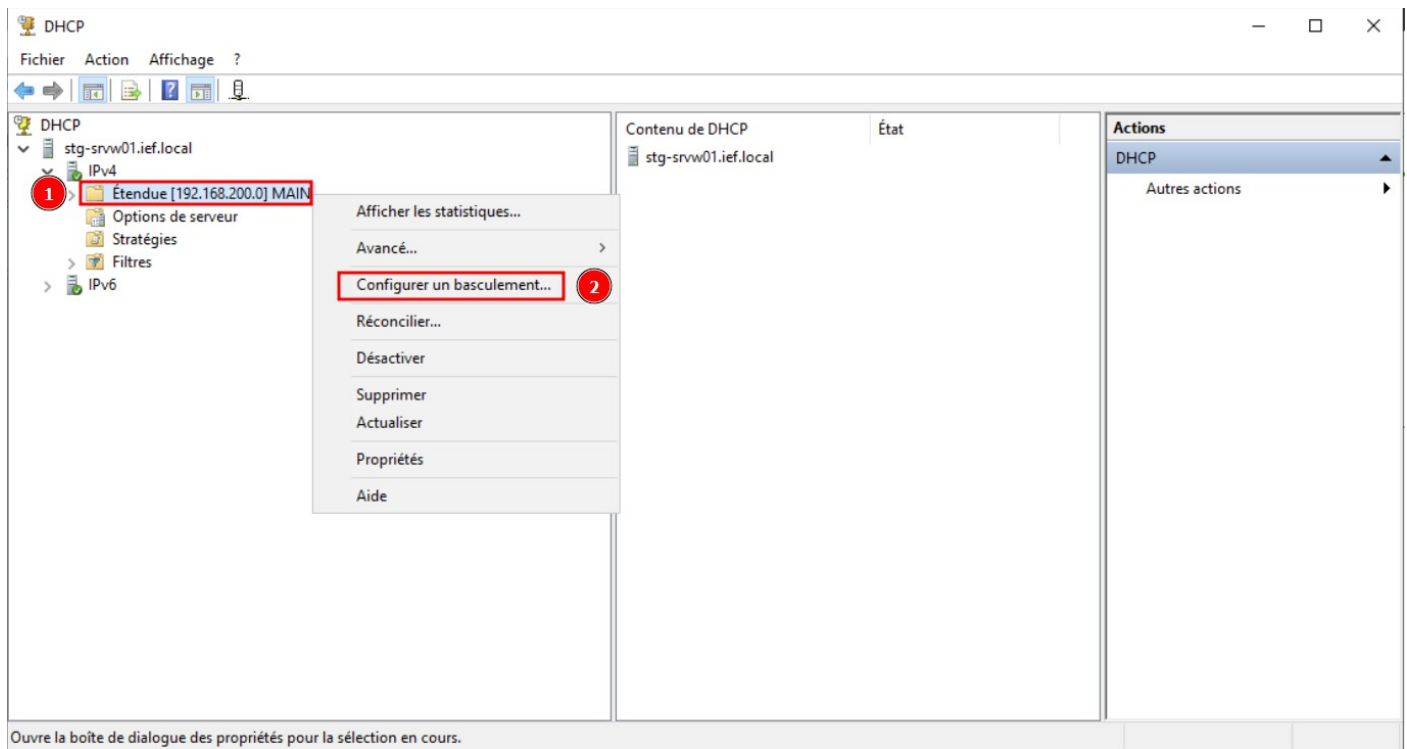 DHCP
Fichier Action Affichage ?
DHCP
stg-srvw01.ief.local
IPv4
1
Étendue [192.168.200.0] MAIN
Options de serveur
Stratégies
Filtres
IPv6
Afficher les statistiques...
Avancé...
Configurer un basculement...
2
Réconcilier...
Désactiver
Supprimer
Actualiser
Propriétés
Aide
Contenu de DHCP État
stg-srvw01.ief.local
Actions
DHCP
Autres actions
Ouvre la boîte de dialogue des propriétés pour la sélection en cours.